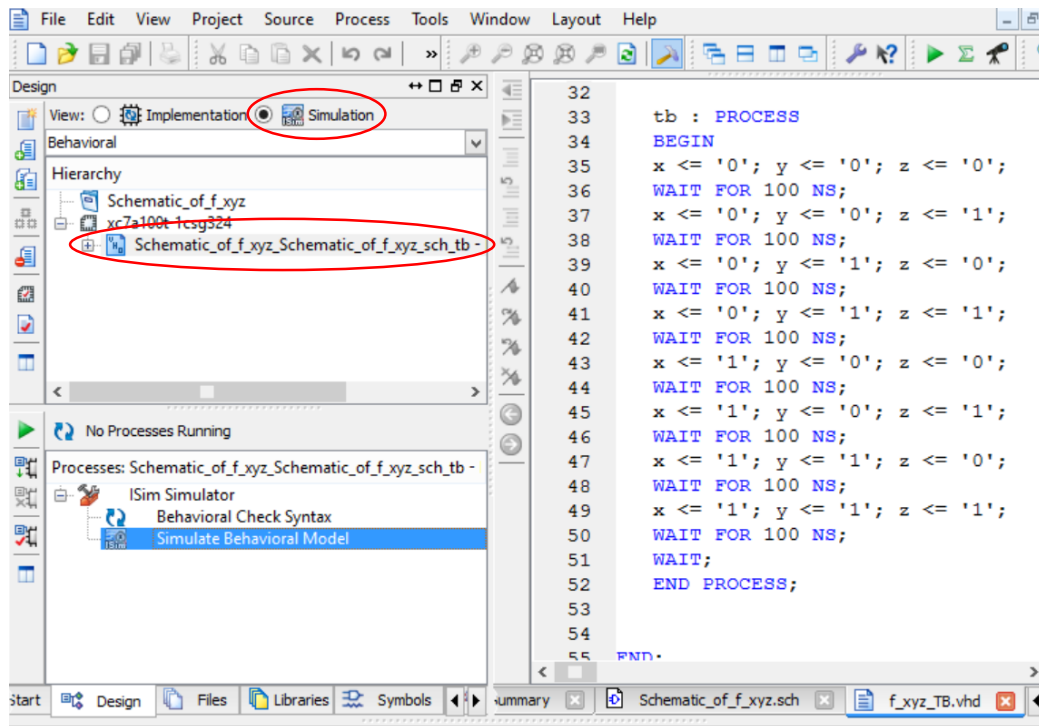 File Edit View Project Source Process Tools Window Layout Help
»
Design
View: Implementation Simulation
Behavioral
Hierarchy
Schematic_of_f_xyz
xc7a100t-1csg324
Schematic_of_f_xyz_Schematic_of_f_xyz_sch_tb -
No Processes Running
Processes: Schematic_of_f_xyz_Schematic_of_f_xyz_sch_tb -
ISim Simulator
Behavioral Check Syntax
Simulate Behavioral Model
Start Design Files Libraries Symbols
32
33 tb : PROCESS
34 BEGIN
35 x <= '0'; y <= '0'; z <= '0';
36 WAIT FOR 100 NS;
37 x <= '0'; y <= '0'; z <= '1';
38 WAIT FOR 100 NS;
39 x <= '0'; y <= '1'; z <= '0';
40 WAIT FOR 100 NS;
41 x <= '0'; y <= '1'; z <= '1';
42 WAIT FOR 100 NS;
43 x <= '1'; y <= '0'; z <= '0';
44 WAIT FOR 100 NS;
45 x <= '1'; y <= '0'; z <= '1';
46 WAIT FOR 100 NS;
47 x <= '1'; y <= '1'; z <= '0';
48 WAIT FOR 100 NS;
49 x <= '1'; y <= '1'; z <= '1';
50 WAIT FOR 100 NS;
51 WAIT;
52 END PROCESS;
53
54
55 END;
ummary Schematic_of_f_xyz.sch f_xyz_TB.vhd